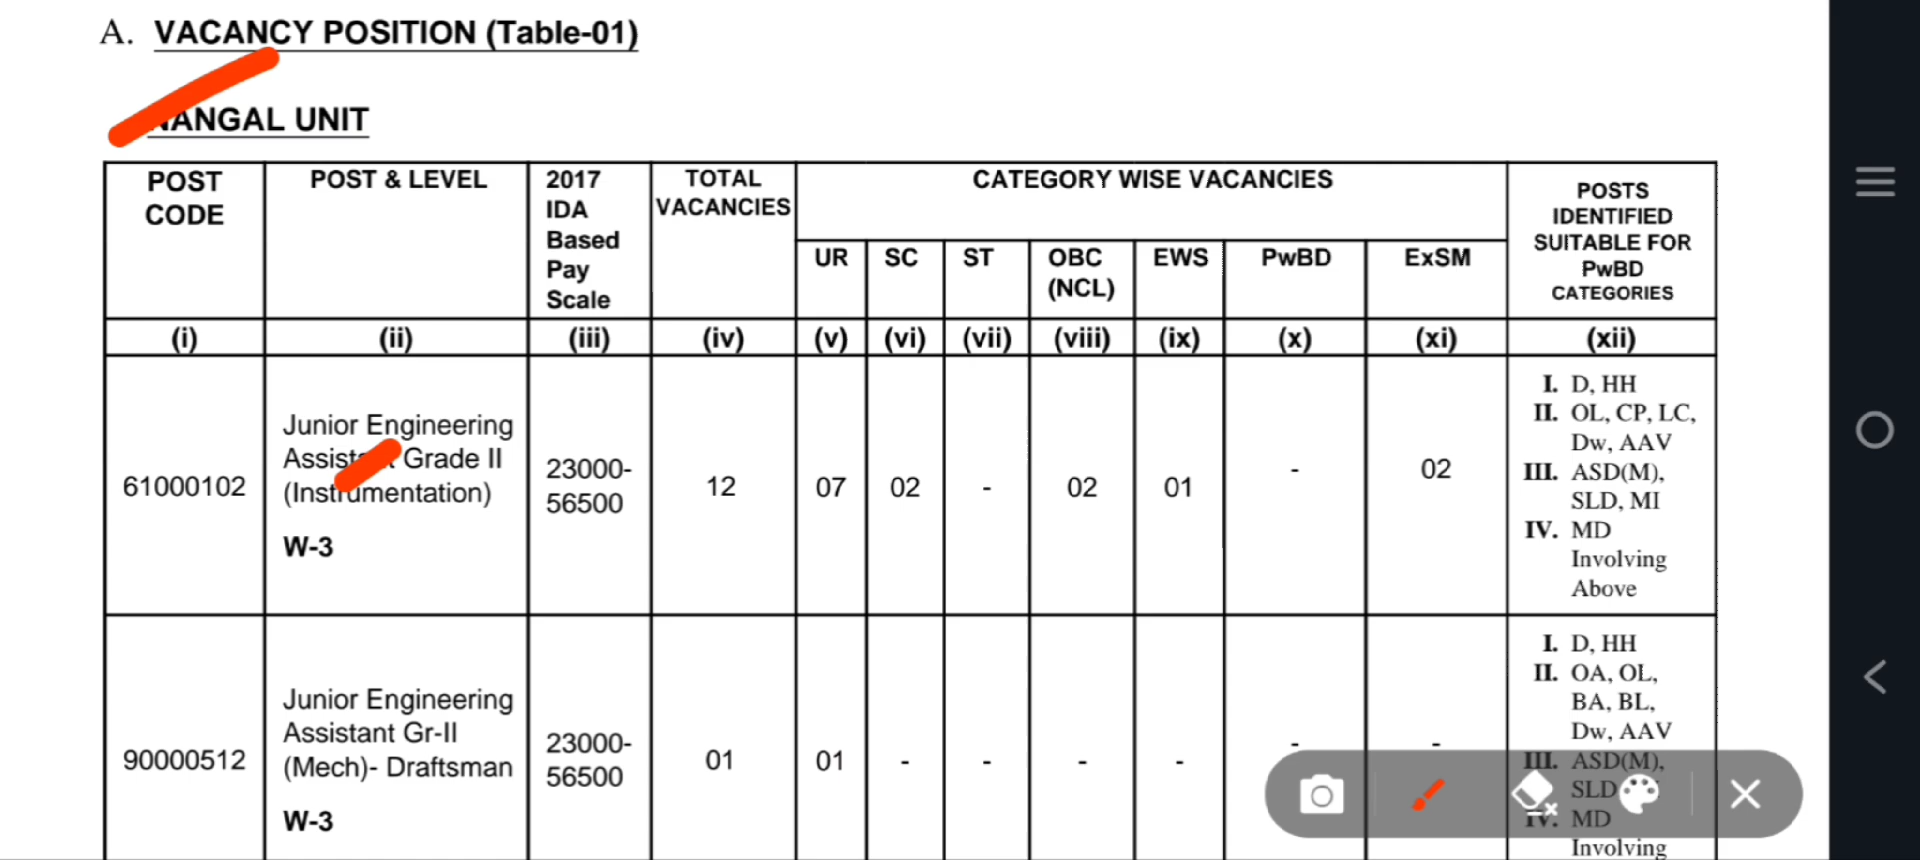 A. VACANCY POSITION (Table-01)
NANGAL UNIT
POST CODE POST & LEVEL 2017 IDA Based Pay Scale TOTAL VACANCIES CATEGORY WISE VACANCIES POSTS IDENTIFIED SUITABLE FOR PwBD CATEGORIES
UR SC ST OBC (NCL) EWS PwBD ExSM
(i) (ii) (iii) (iv) (v) (vi) (vii) (viii) (ix) (x) (xi) (xii)
61000102
Junior Engineering
Assistant Grade II
(Instrumentation)
W-3
23000-
56500
12 07 02 - 02 01 - 02
I. D, HH
II. OL, CP, LC,
Dw, AAV
III. ASD(M),
SLD, MI
IV. MD
Involving
Above
90000512
Junior Engineering
Assistant Gr-II
(Mech)- Draftsman
W-3
23000-
56500
01 01 - - - - - -
I. D, HH
II. OA, OL,
BA, BL,
Dw, AAV
III. ASD(M),
SLD
IV. MD
Involving